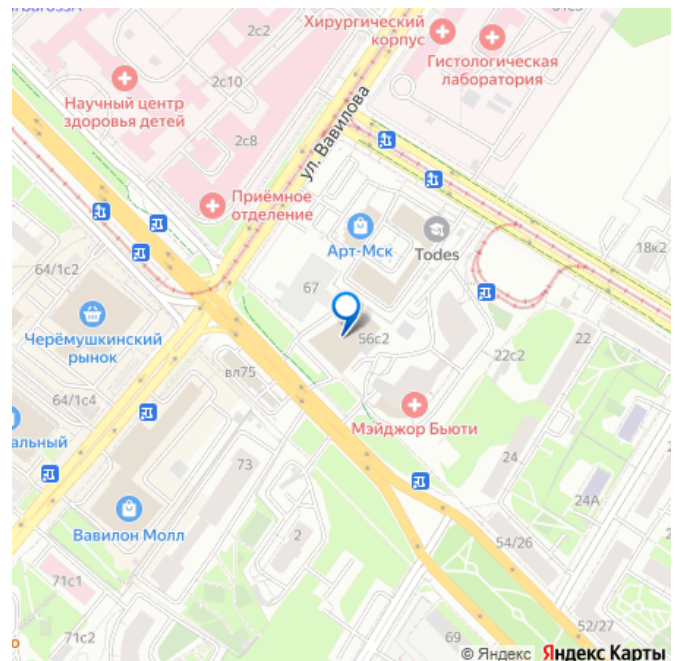 2с2
Хирургический
корпус
Гистологическая
лаборатория
2с10
Научный центр
здоровья детей
2с8
ул. Вавилова
Приёмное
отделение
Арт-Мск
Todes
18к2
64/1с2
67
Черёмушкинский
рынок
56с2
22с2
22
вл75
64/1с4
Мэйджор Бьюти
альный
73
24
24А
Вавилон Молл
2
54/26
71с1
71с2
69
52/27
© Яндекс Яндекс Карты